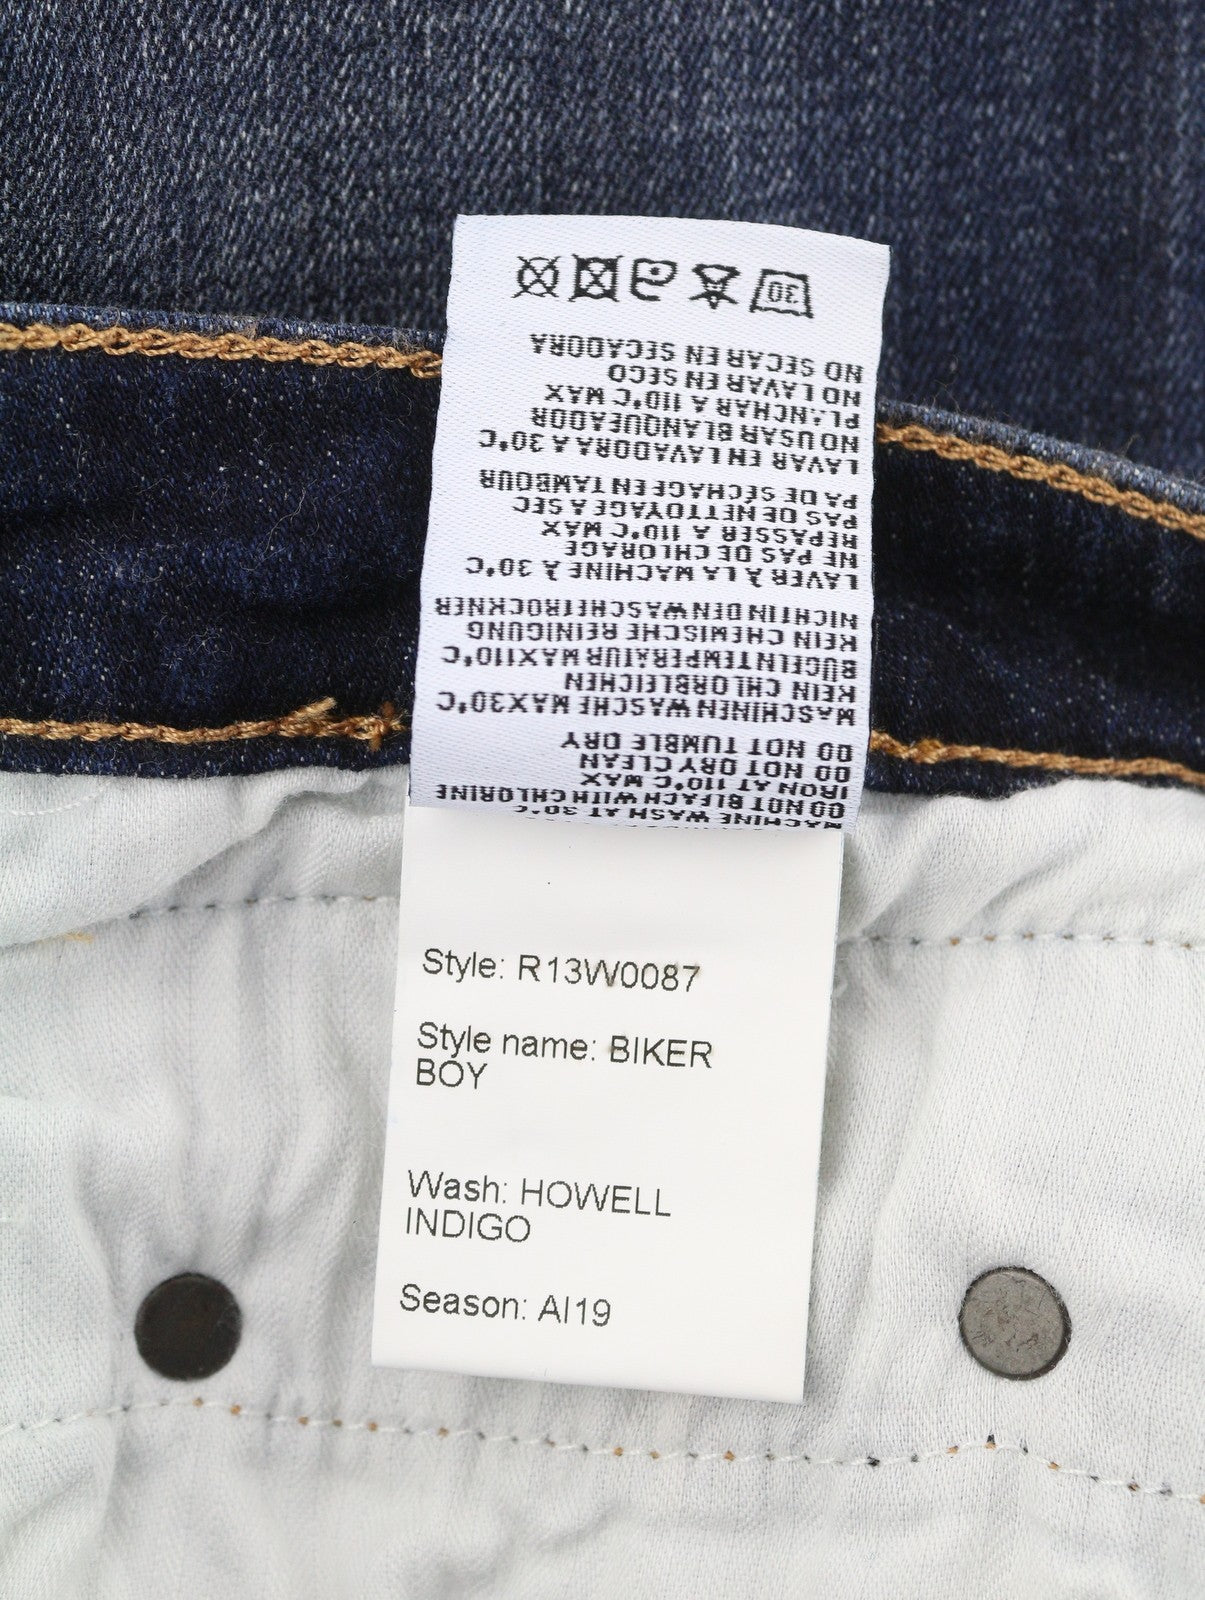 MACHINE WASH AT 30°C
DO NOT BLEACH WITH CHLORINE
IRON AT 110°C MAX
DO NOT DRY CLEAN
DO NOT TUMBLE DRY
MASCHINEN WASCHE MAX30°C
KEIN CHLORBLEICHEN
BÜGELN TEMPERATUR MAX110°C
KEIN CHEMISCHE REINIGUNG
NICHT IN DEN WASCHETROCKNER
LAVER À LA MACHINE À 30°C
NE PAS DE CHLORAGE
REPASSER A 110°C MAX
PAS DE NETTOYAGE A SEC
PA DE SÉCHAGE EN TAMBOUR
LAVAR EN LAVADORA A 30°C
NO USAR BLANQUEADOR
PLANCHAR A 110°C MAX
NO LAVAR EN SECO
NO SECAR EN SECADORA
30
Style: R13W0087
Style name: BIKER
BOY
Wash: HOWELL
INDIGO
Season: AI19